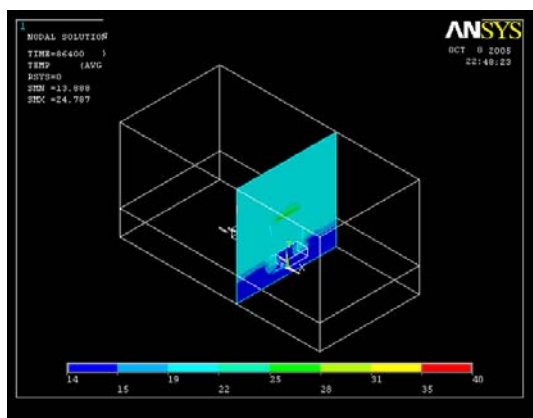 1
NODAL SOLUTION
TIME=86400
TEMP (AVG
RSYS=0
SMN =13.888
SMX =24.787
ANSYS
OCT 8 2005
22:48:23
14 15 19 22 25 28 31 35 40